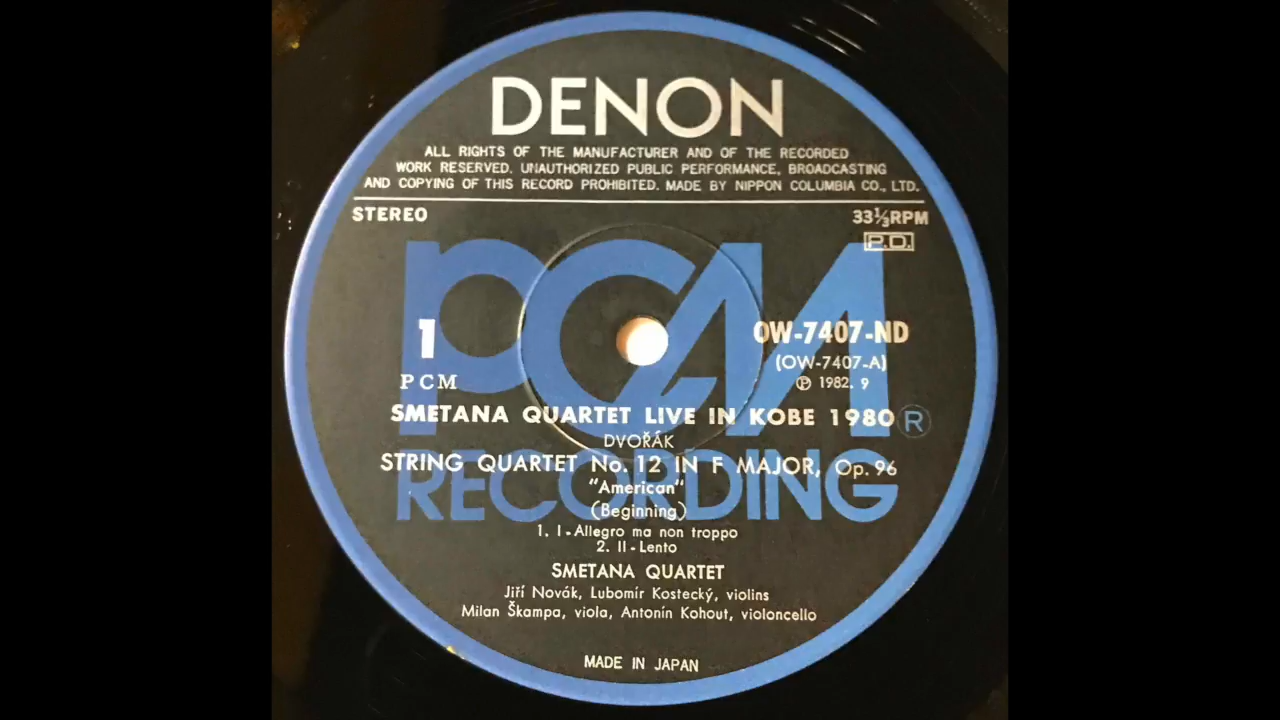 DENON
ALL RIGHTS OF THE MANUFACTURER AND OF THE RECORDED
WORK RESERVED. UNAUTHORIZED PUBLIC PERFORMANCE, BROADCASTING
AND COPYING OF THIS RECORD PROHIBITED. MADE BY NIPPON COLUMBIA CO., LTD.
STEREO
33⅓RPM
P.D.
PCM
RECORDING
®
1
PCM
OW-7407-ND
(OW-7407-A)
℗ 1982. 9
SMETANA QUARTET LIVE IN KOBE 1980
DVOŘÁK
STRING QUARTET No. 12 IN F MAJOR, Op. 96
"American"
(Beginning)
1. I-Allegro ma non troppo
2. II-Lento
SMETANA QUARTET
Jiří Novák, Lubomír Kostecký, violins
Milan Škampa, viola, Antonín Kohout, violoncello
MADE IN JAPAN